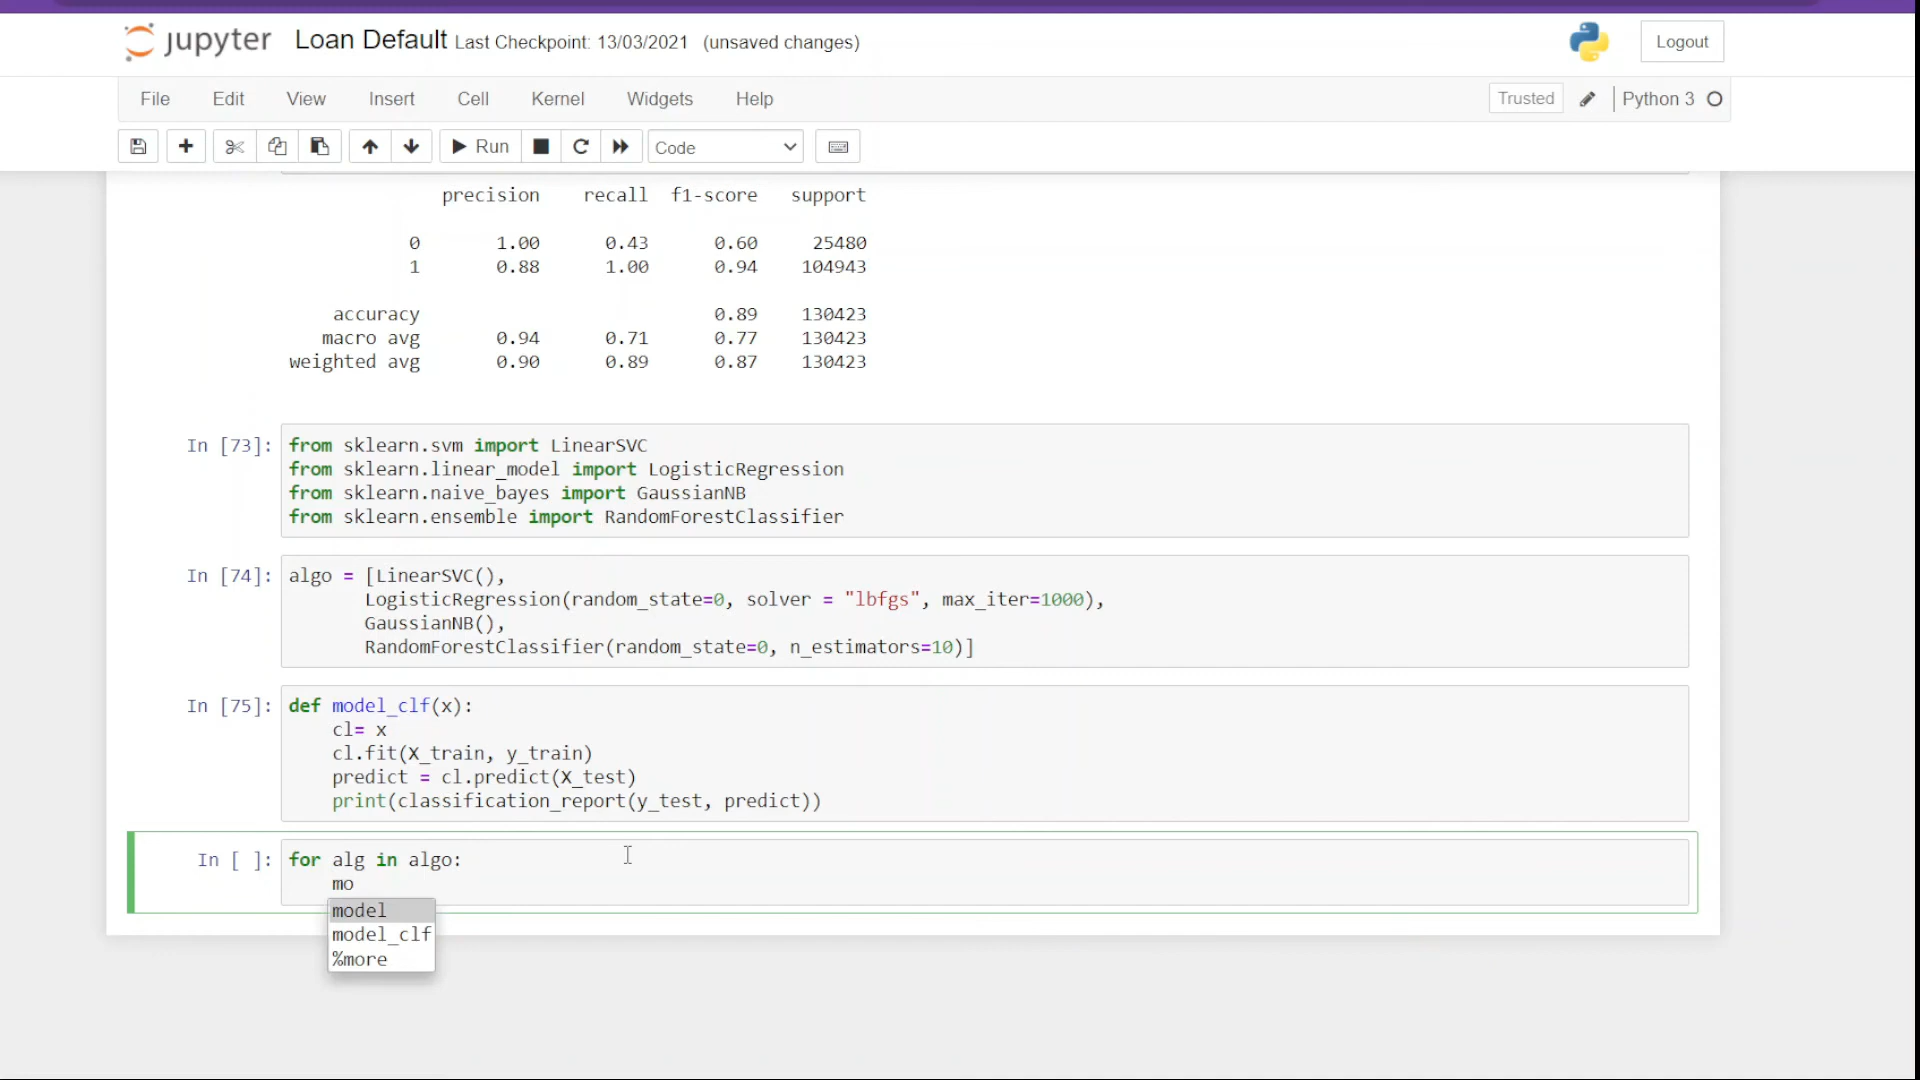 jupyter Loan Default Last Checkpoint: 13/03/2021 (unsaved changes) Logout
File Edit View Insert Cell Kernel Widgets Help Trusted Python 3
Run Code
precision recall f1-score support
0 1.00 0.43 0.60 25480
1 0.88 1.00 0.94 104943
accuracy 0.89 130423
macro avg 0.94 0.71 0.77 130423
weighted avg 0.90 0.89 0.87 130423
In [73]: from sklearn.svm import LinearSVC
from sklearn.linear_model import LogisticRegression
from sklearn.naive_bayes import GaussianNB
from sklearn.ensemble import RandomForestClassifier
In [74]: algo = [LinearSVC(),
LogisticRegression(random_state=0, solver = "lbfgs", max_iter=1000),
GaussianNB(),
RandomForestClassifier(random_state=0, n_estimators=10)]
In [75]: def model_clf(x):
cl= x
cl.fit(X_train, y_train)
predict = cl.predict(X_test)
print(classification_report(y_test, predict))
In [ ]: for alg in algo:
mo
model
model_clf
%more